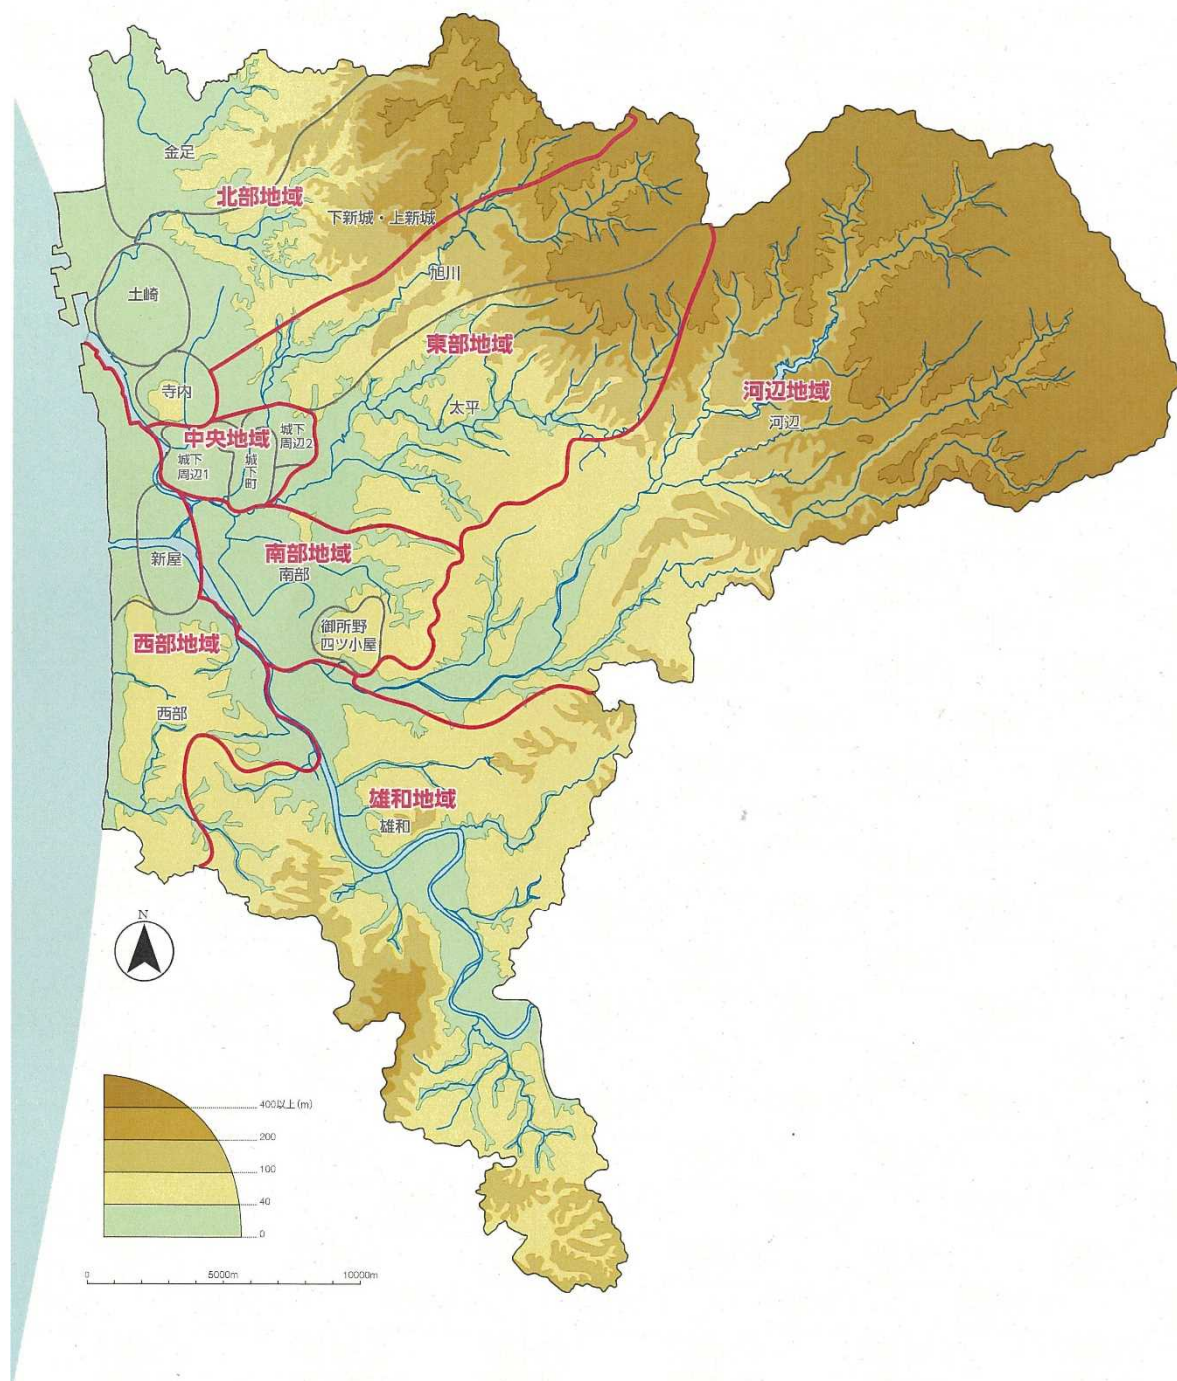 金足
北部地域
下新城・上新城
旭川
土崎
東部地域
寺内
太平
河辺地域
河辺
中央地域
城下
周辺2
城下
周辺1
城下町
新屋
南部地域
南部
御所野
四ツ小屋
西部地域
西部
雄和地域
雄和
N
400以上(m)
200
100
40
0
0
5000m
10000m